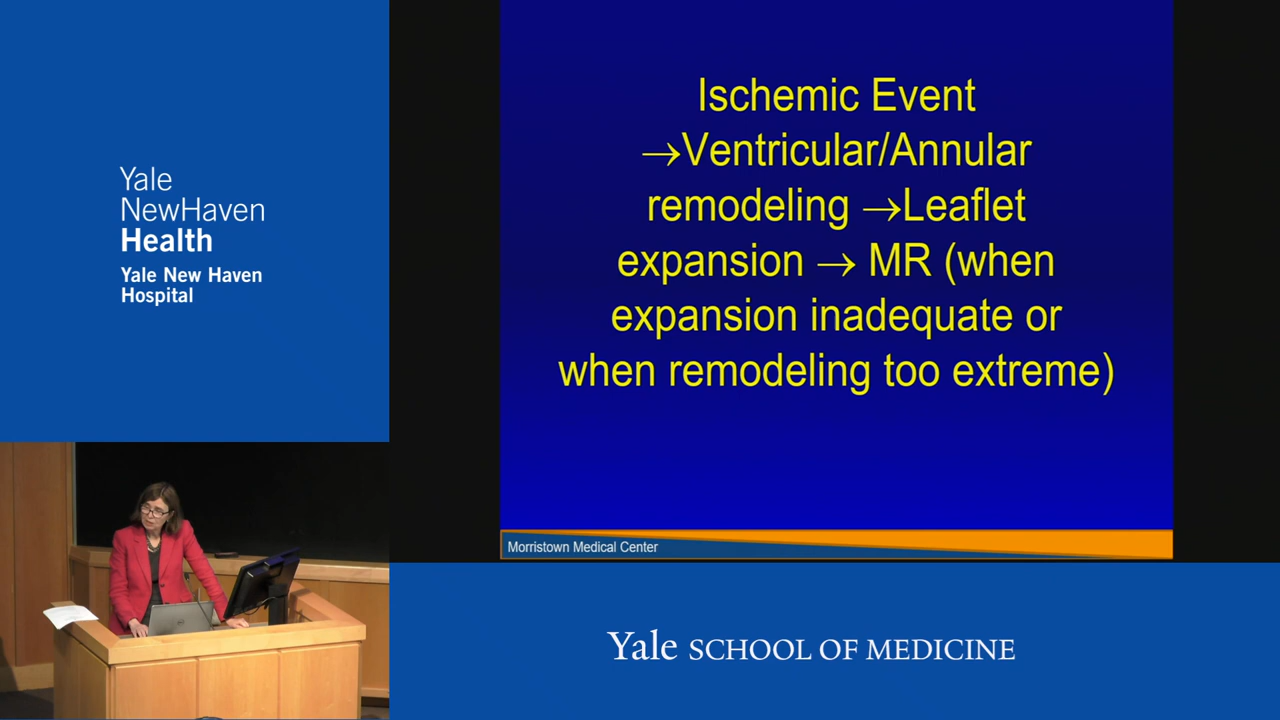 Yale
NewHaven
Health
Yale New Haven
Hospital
Ischemic Event
→Ventricular/Annular
remodeling →Leaflet
expansion → MR (when
expansion inadequate or
when remodeling too extreme)
Morristown Medical Center
Yale SCHOOL OF MEDICINE